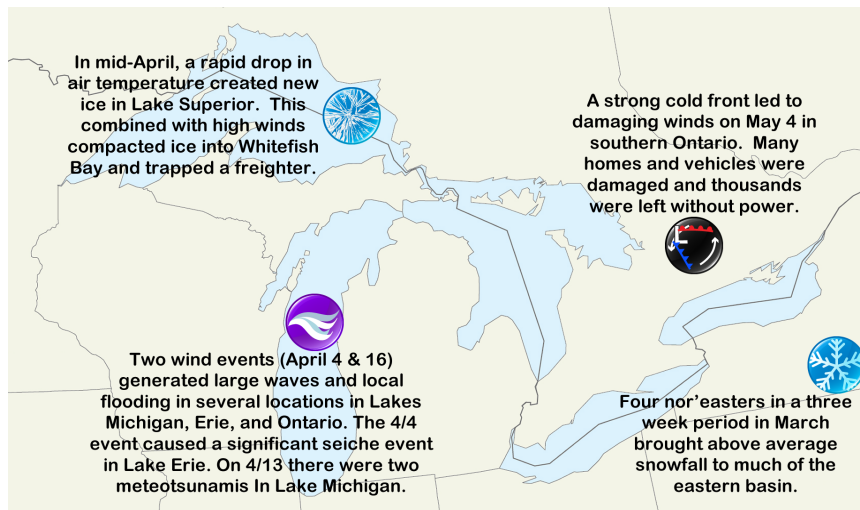 In mid-April, a rapid drop in
air temperature created new
ice in Lake Superior.  This
combined with high winds
compacted ice into Whitefish
Bay and trapped a freighter.
A strong cold front led to
damaging winds on May 4 in
southern Ontario.  Many
homes and vehicles were
damaged and thousands
were left without power.
L
Two wind events (April 4 & 16)
generated large waves and local
flooding in several locations in Lakes
Michigan, Erie, and Ontario. The 4/4
event caused a significant seiche event
in Lake Erie. On 4/13 there were two
meteotsunamis In Lake Michigan.
Four nor'easters in a three
week period in March
brought above average
snowfall to much of the
eastern basin.